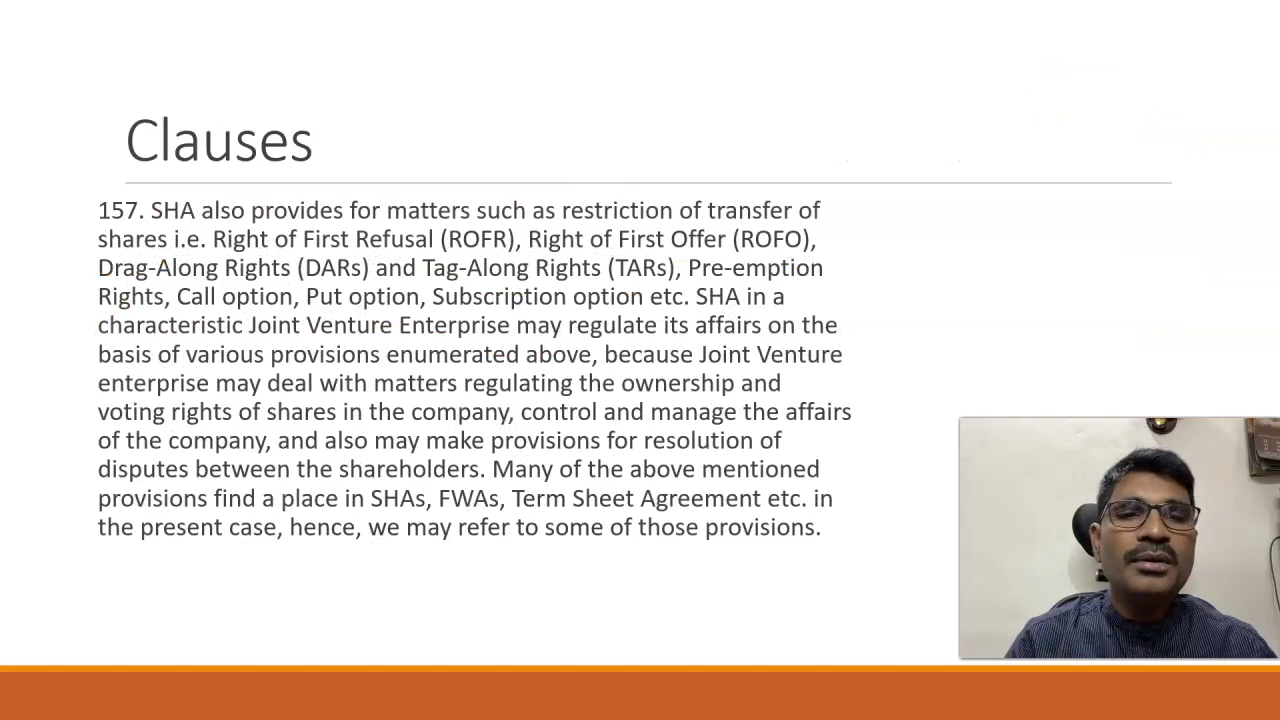 Clauses
157. SHA also provides for matters such as restriction of transfer of
shares i.e. Right of First Refusal (ROFR), Right of First Offer (ROFO),
Drag-Along Rights (DARs) and Tag-Along Rights (TARs), Pre-emption
Rights, Call option, Put option, Subscription option etc. SHA in a
characteristic Joint Venture Enterprise may regulate its affairs on the
basis of various provisions enumerated above, because Joint Venture
enterprise may deal with matters regulating the ownership and
voting rights of shares in the company, control and manage the affairs
of the company, and also may make provisions for resolution of
disputes between the shareholders. Many of the above mentioned
provisions find a place in SHAs, FWAs, Term Sheet Agreement etc. in
the present case, hence, we may refer to some of those provisions.